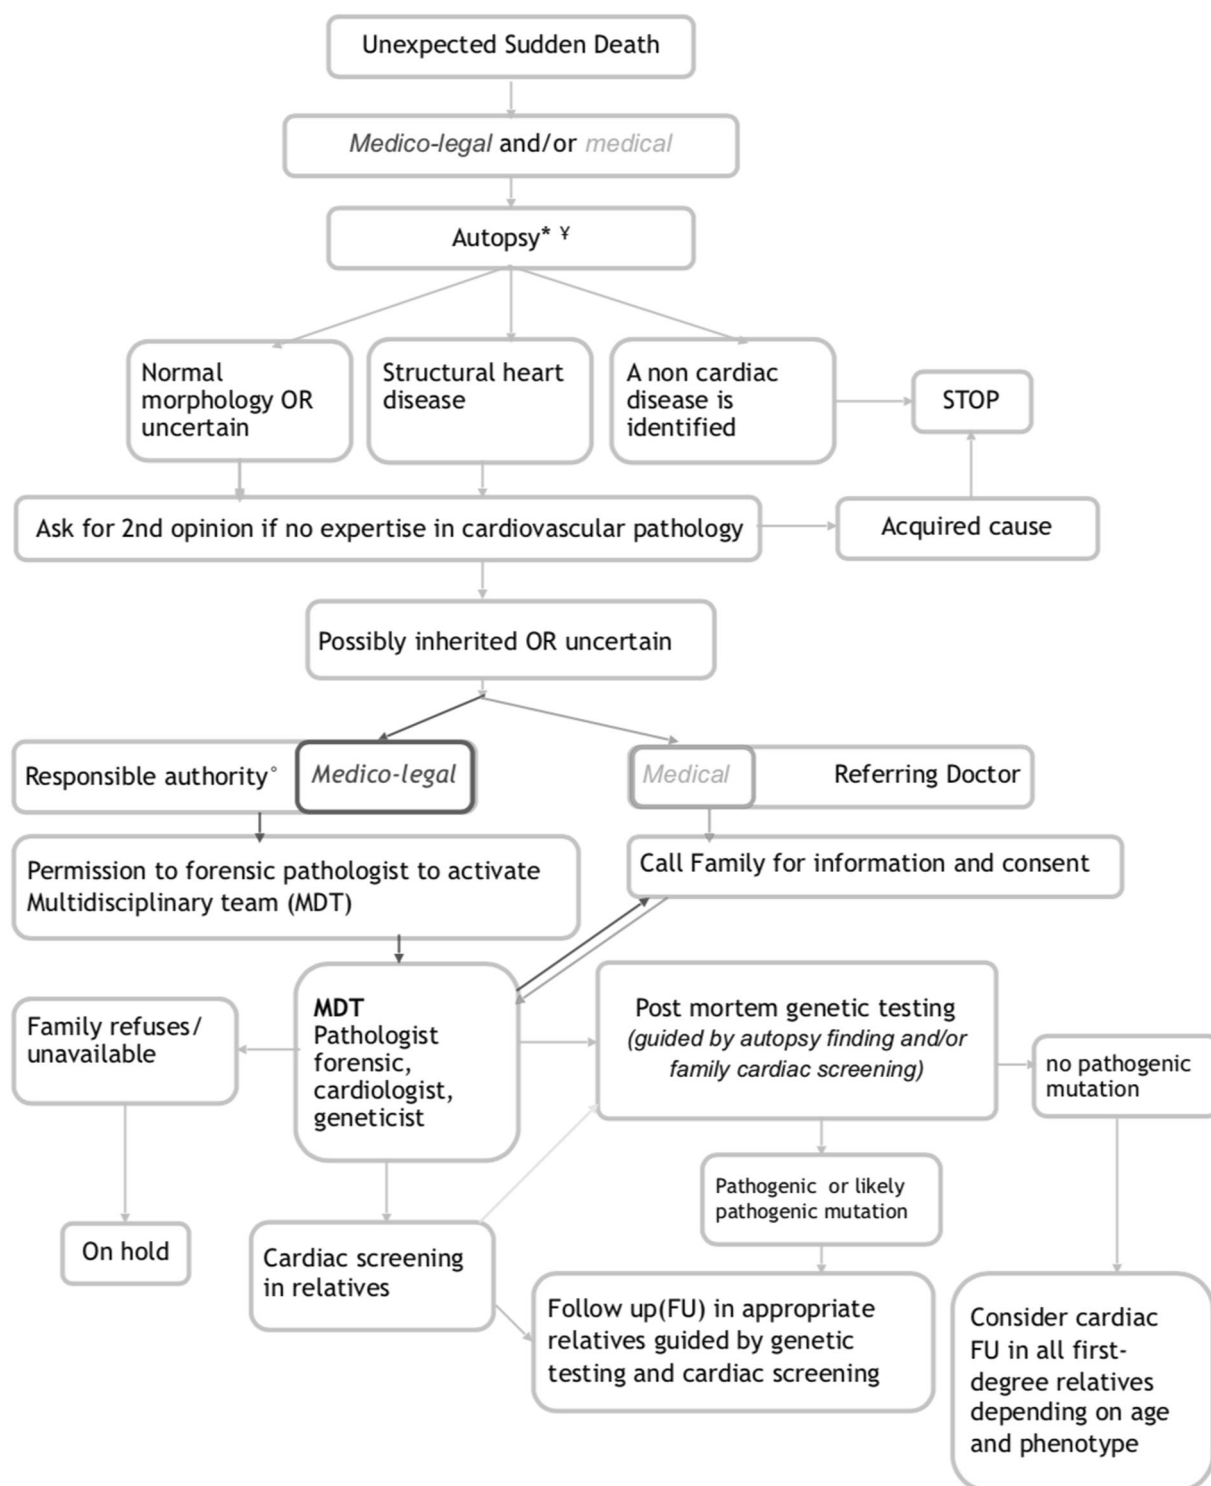 Unexpected Sudden Death
Medico-legal and/or medical
Autopsy* ¥
Normal
morphology OR
uncertain
Structural heart
disease
A non cardiac
disease is
identified
STOP
Ask for 2nd opinion if no expertise in cardiovascular pathology
Acquired cause
Possibly inherited OR uncertain
Responsible authority° Medico-legal
Medical Referring Doctor
Permission to forensic pathologist to activate
Multidisciplinary team (MDT)
Call Family for information and consent
Family refuses/
unavailable
MDT
Pathologist
forensic,
cardiologist,
geneticist
Post mortem genetic testing
(guided by autopsy finding and/or
family cardiac screening)
no pathogenic
mutation
Pathogenic or likely
pathogenic mutation
On hold
Cardiac screening
in relatives
Follow up(FU) in appropriate
relatives guided by genetic
testing and cardiac screening
Consider cardiac
FU in all first-
degree relatives
depending on age
and phenotype